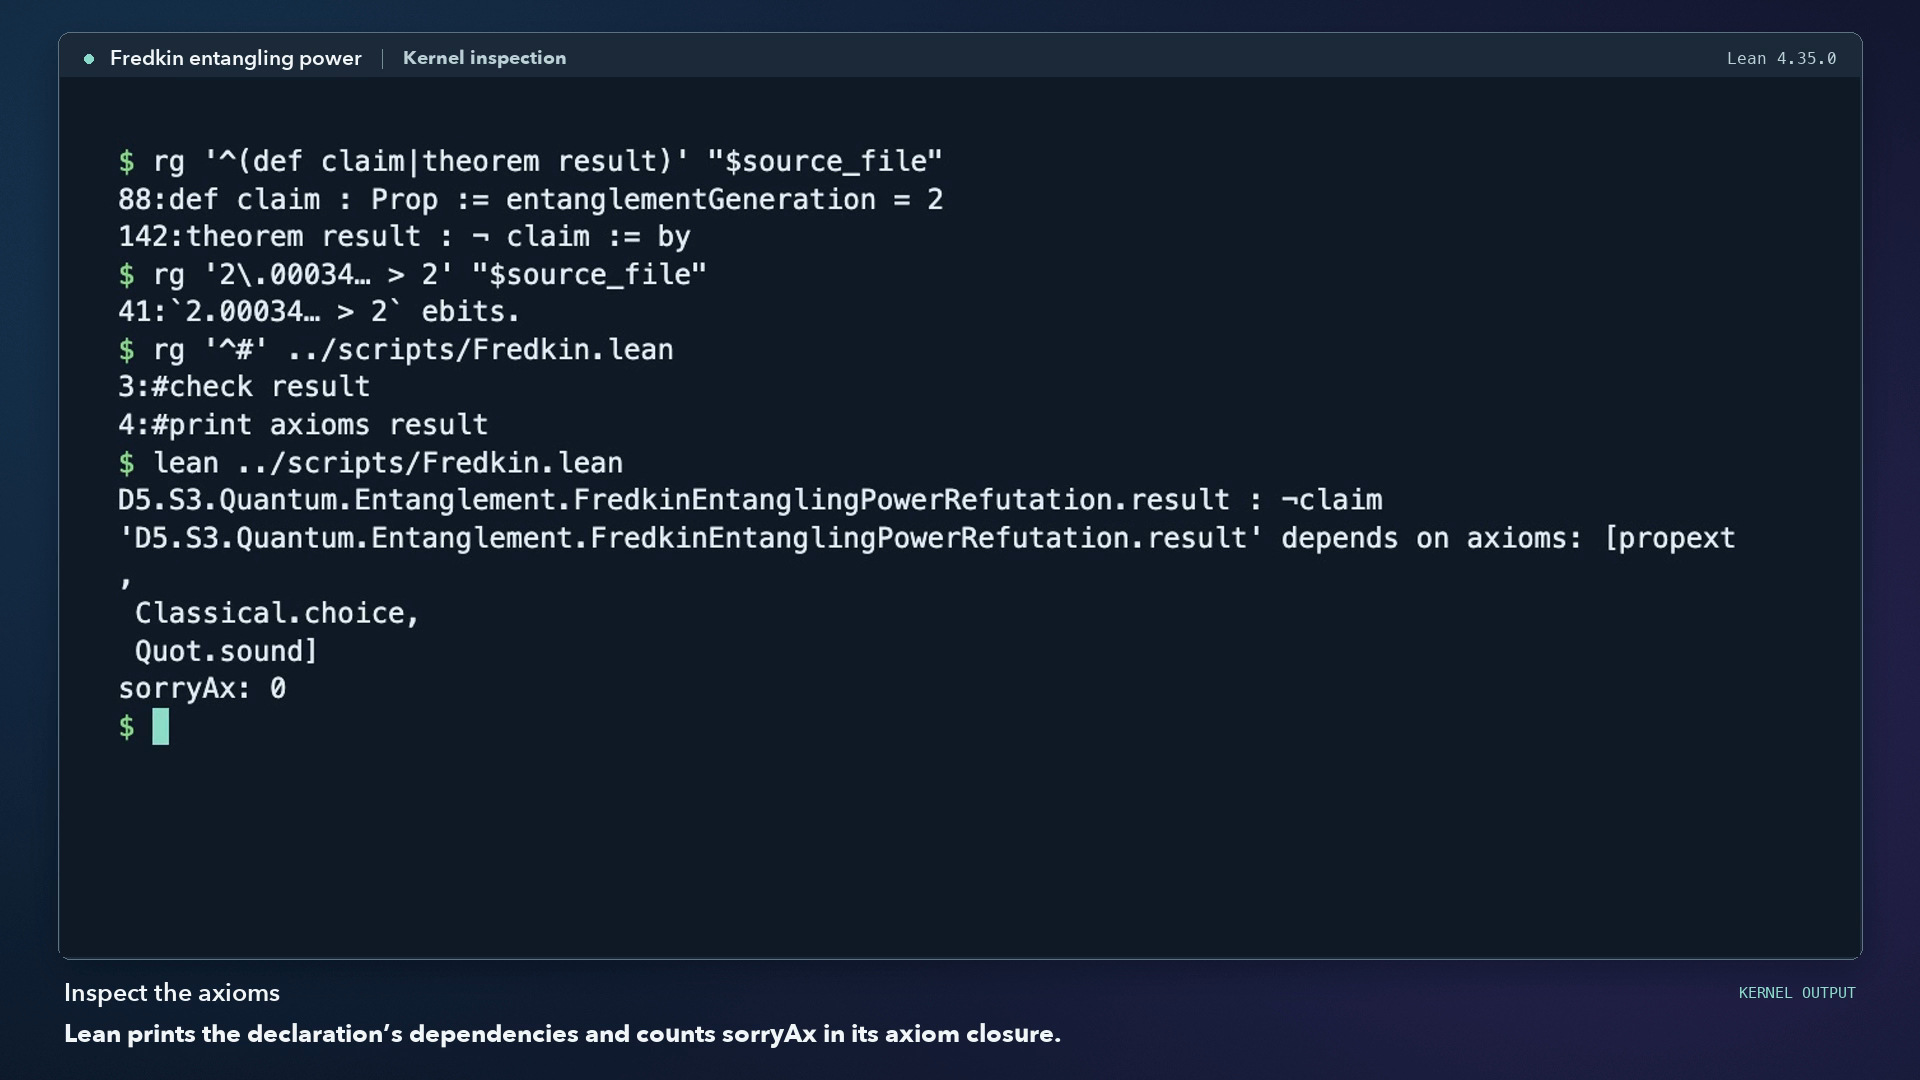 Fredkin entangling power | Kernel inspection
Lean 4.35.0
$ rg '^(def claim|theorem result)' "$source_file"
88:def claim : Prop := entanglementGeneration = 2
142:theorem result : ¬ claim := by
$ rg '2\.00034… > 2' "$source_file"
41:`2.00034… > 2` ebits.
$ rg '^#' ../scripts/Fredkin.lean
3:#check result
4:#print axioms result
$ lean ../scripts/Fredkin.lean
D5.S3.Quantum.Entanglement.FredkinEntanglingPowerRefutation.result : ¬claim
'D5.S3.Quantum.Entanglement.FredkinEntanglingPowerRefutation.result' depends on axioms: [propext
,
 Classical.choice,
 Quot.sound]
sorryAx: 0
$
Inspect the axioms
KERNEL OUTPUT
Lean prints the declaration’s dependencies and counts sorryAx in its axiom closure.